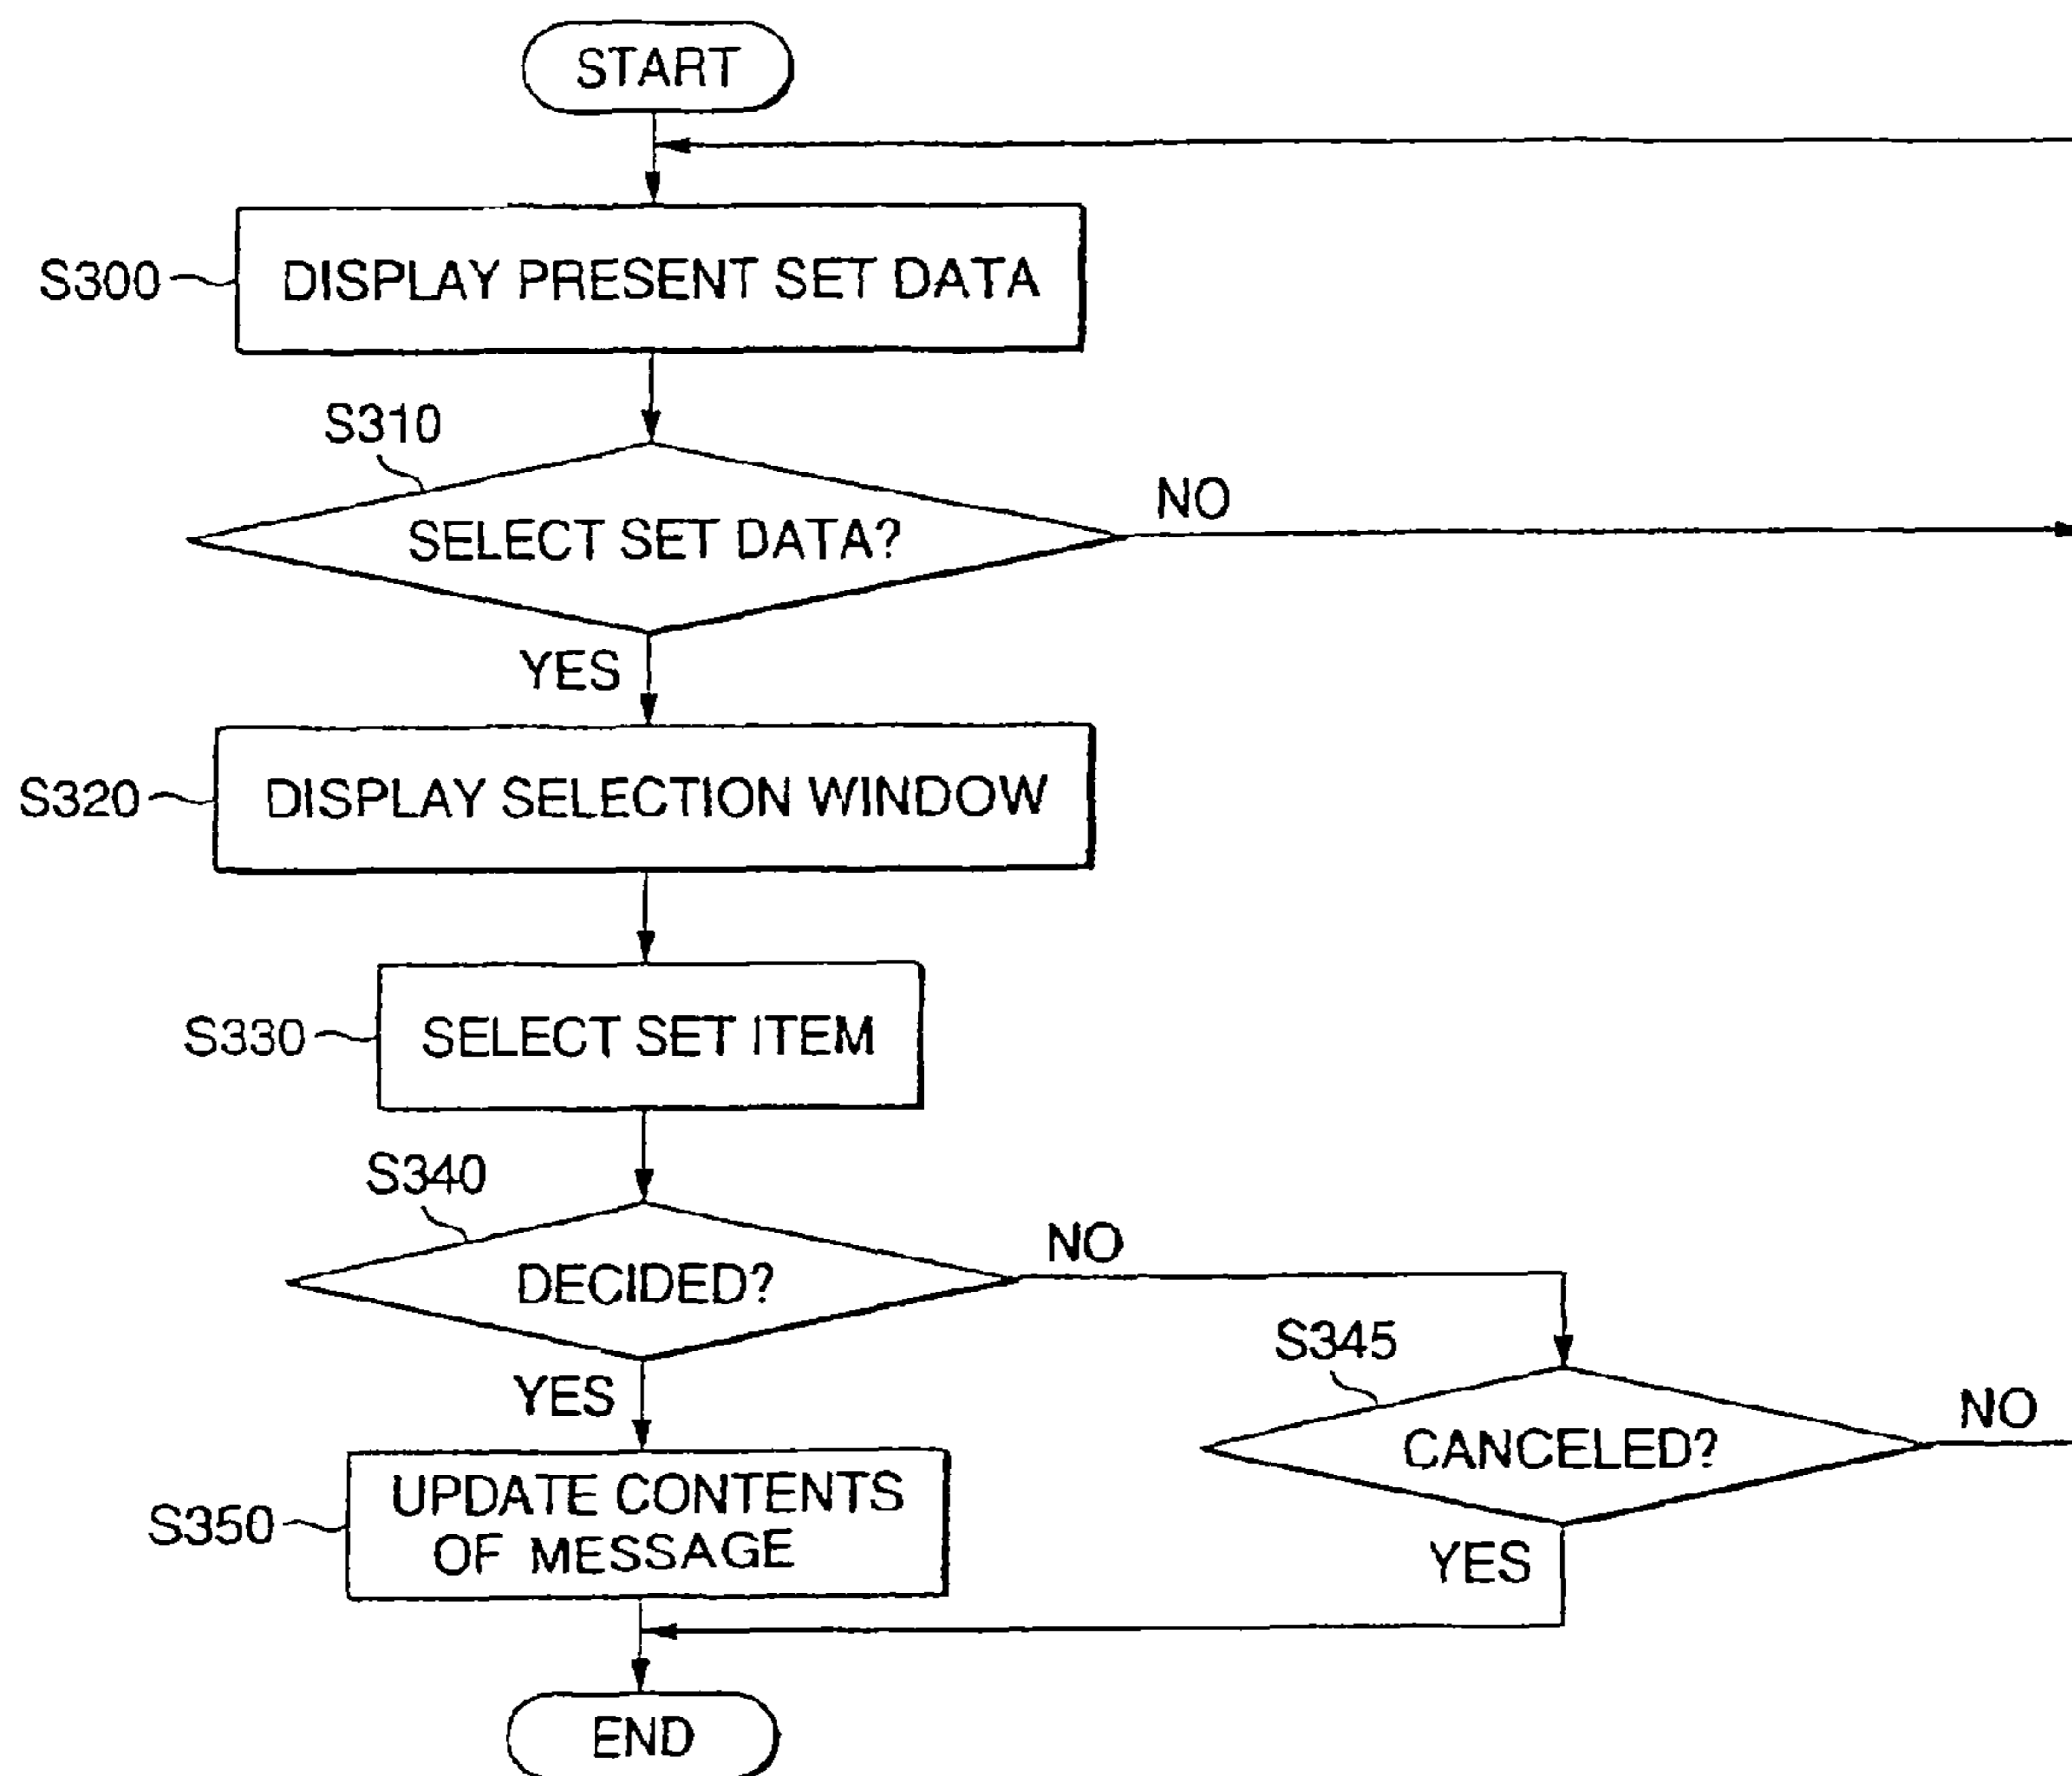 START
S300
DISPLAY PRESENT SET DATA
S310
SELECT SET DATA?
NO
YES
S320
DISPLAY SELECTION WINDOW
S330
SELECT SET ITEM
S340
DECIDED?
NO
YES
S345
CANCELED?
NO
YES
S350
UPDATE CONTENTS
OF MESSAGE
END